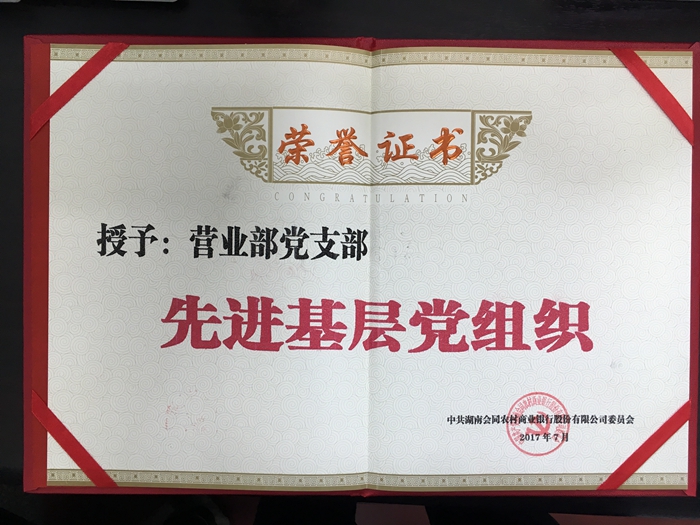 荣誉证书
CONGRATULATION
授予：营业部党支部
先进基层党组织
中共湖南会同农村商业银行股份有限公司委员会
2017年7月